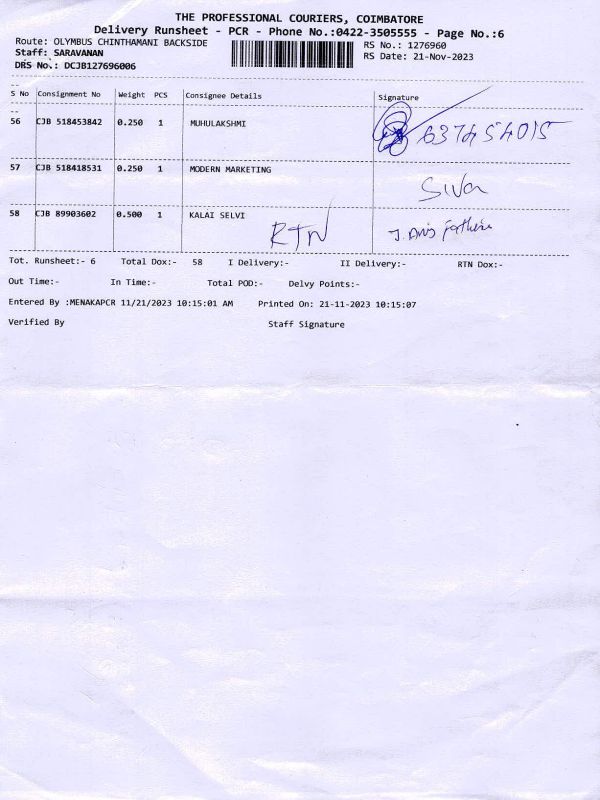 THE PROFESSIONAL COURIERS, COIMBATORE
Delivery Runsheet - PCR - Phone No.:0422-3505555 - Page No.:6
Route: OLYMBUS CHINTHAMANI BACKSIDE
RS No.: 1276960
Staff: SARAVANAN
RS Date: 21-Nov-2023
DRS No.: DCJB127696006
S No Consignment No Weight PCS Consignee Details Signature
56 CJB 518453842 0.250 1 MUHULAKSHMI
57 CJB 518418531 0.250 1 MODERN MARKETING
Siva
58 CJB 89903602 0.500 1 KALAI SELVI
RTN
Tot. Runsheet:- 6 Total Dox:- 58 I Delivery:- II Delivery:- RTN Dox:-
Out Time:- In Time:- Total POD:- Delvy Points:-
Entered By :MENAKAPCR 11/21/2023 10:15:01 AM Printed On: 21-11-2023 10:15:07
Verified By Staff Signature